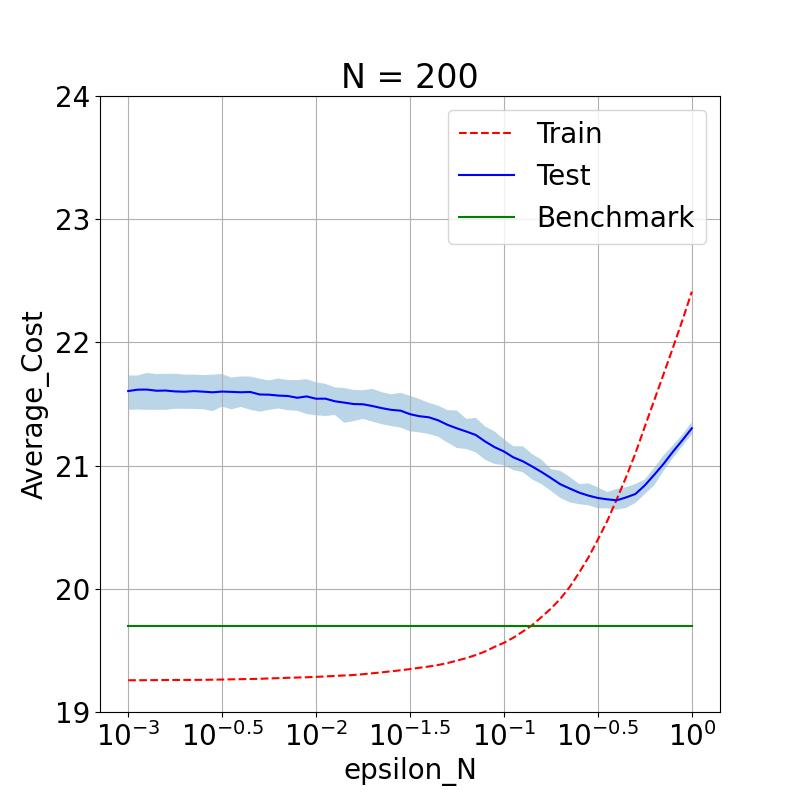 N = 200
24
23
22
21
20
19
Train
Test
Benchmark
Average_Cost
10^-3 10^-0.5 10^-2 10^-1.5 10^-1 10^-0.5 10^0
epsilon_N